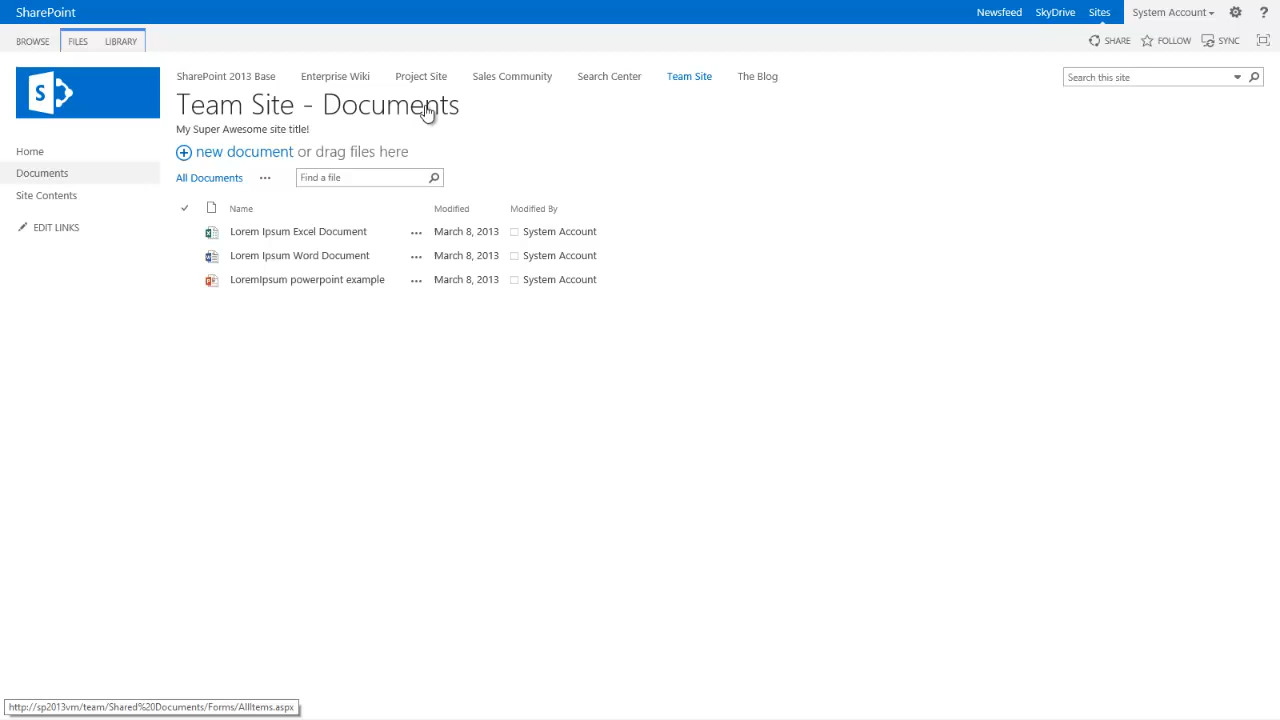 SharePoint
Newsfeed SkyDrive Sites System Account ?
BROWSE FILES LIBRARY
SHARE FOLLOW SYNC
S
SharePoint 2013 Base Enterprise Wiki Project Site Sales Community Search Center Team Site The Blog
Search this site
Team Site - Documents
My Super Awesome site title!
new document or drag files here
All Documents ••• Find a file
Home
Documents
Site Contents
EDIT LINKS
Name Modified Modified By
Lorem Ipsum Excel Document ••• March 8, 2013 System Account
Lorem Ipsum Word Document ••• March 8, 2013 System Account
LoremIpsum powerpoint example ••• March 8, 2013 System Account
http://sp2013vm/team/Shared%20Documents/Forms/AllItems.aspx